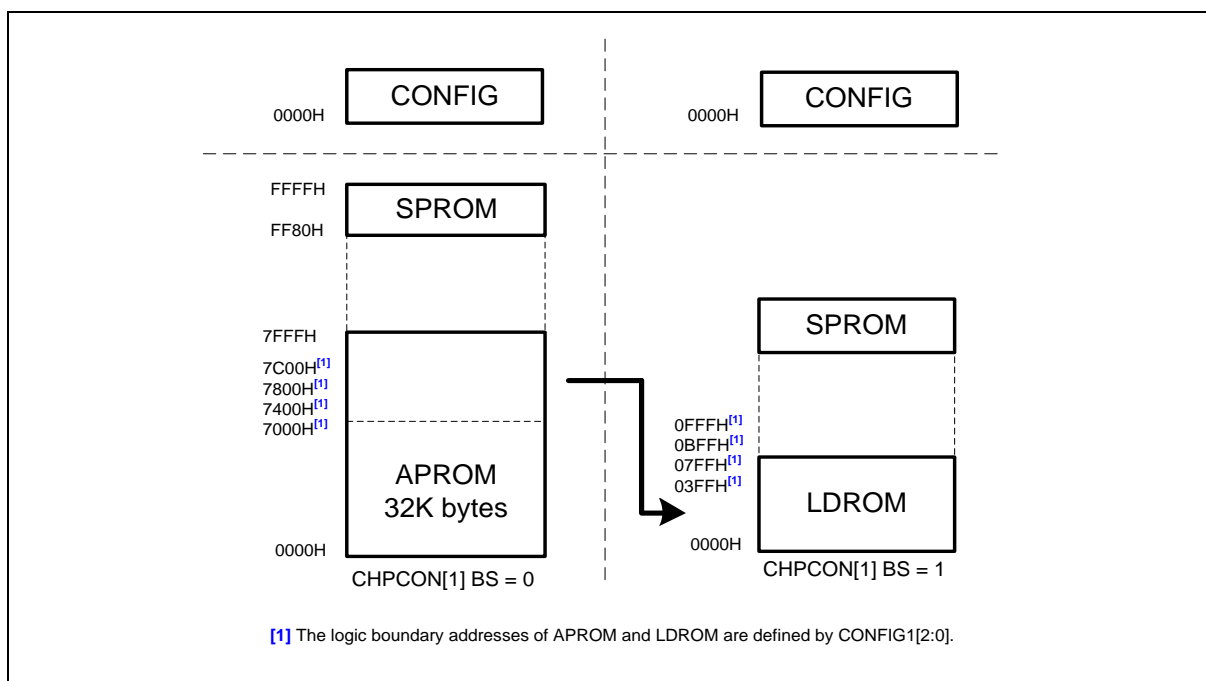 CONFIG
0000H
CONFIG
0000H
FFFFH
SPROM
FF80H
7FFFH
7C00H[1]
7800H[1]
7400H[1]
7000H[1]
APROM
32K bytes
0000H
CHPCON[1] BS = 0
SPROM
0FFFH[1]
0BFFH[1]
07FFH[1]
03FFH[1]
LDROM
0000H
CHPCON[1] BS = 1
[1] The logic boundary addresses of APROM and LDROM are defined by CONFIG1[2:0].